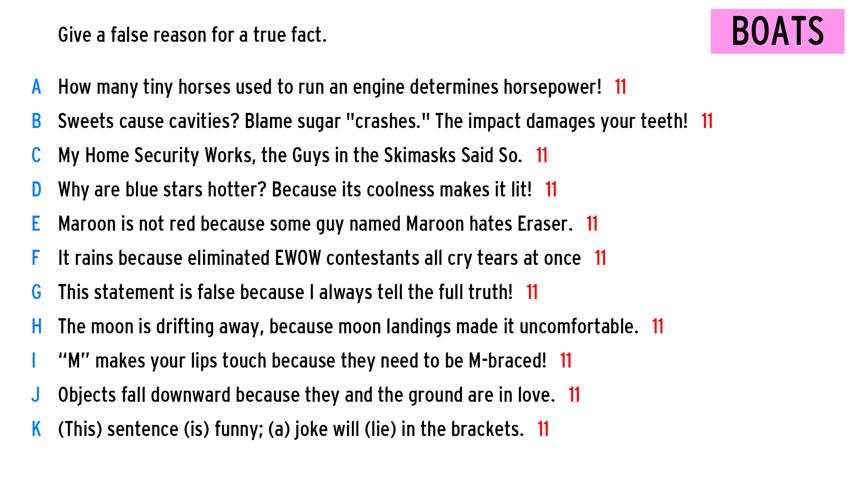 Give a false reason for a true fact.
BOATS
A How many tiny horses used to run an engine determines horsepower! 11
B Sweets cause cavities? Blame sugar "crashes." The impact damages your teeth! 11
C My Home Security Works, the Guys in the Skimasks Said So. 11
D Why are blue stars hotter? Because its coolness makes it lit! 11
E Maroon is not red because some guy named Maroon hates Eraser. 11
F It rains because eliminated EWOW contestants all cry tears at once 11
G This statement is false because I always tell the full truth! 11
H The moon is drifting away, because moon landings made it uncomfortable. 11
I “M” makes your lips touch because they need to be M-braced! 11
J Objects fall downward because they and the ground are in love. 11
K (This) sentence (is) funny; (a) joke will (lie) in the brackets. 11